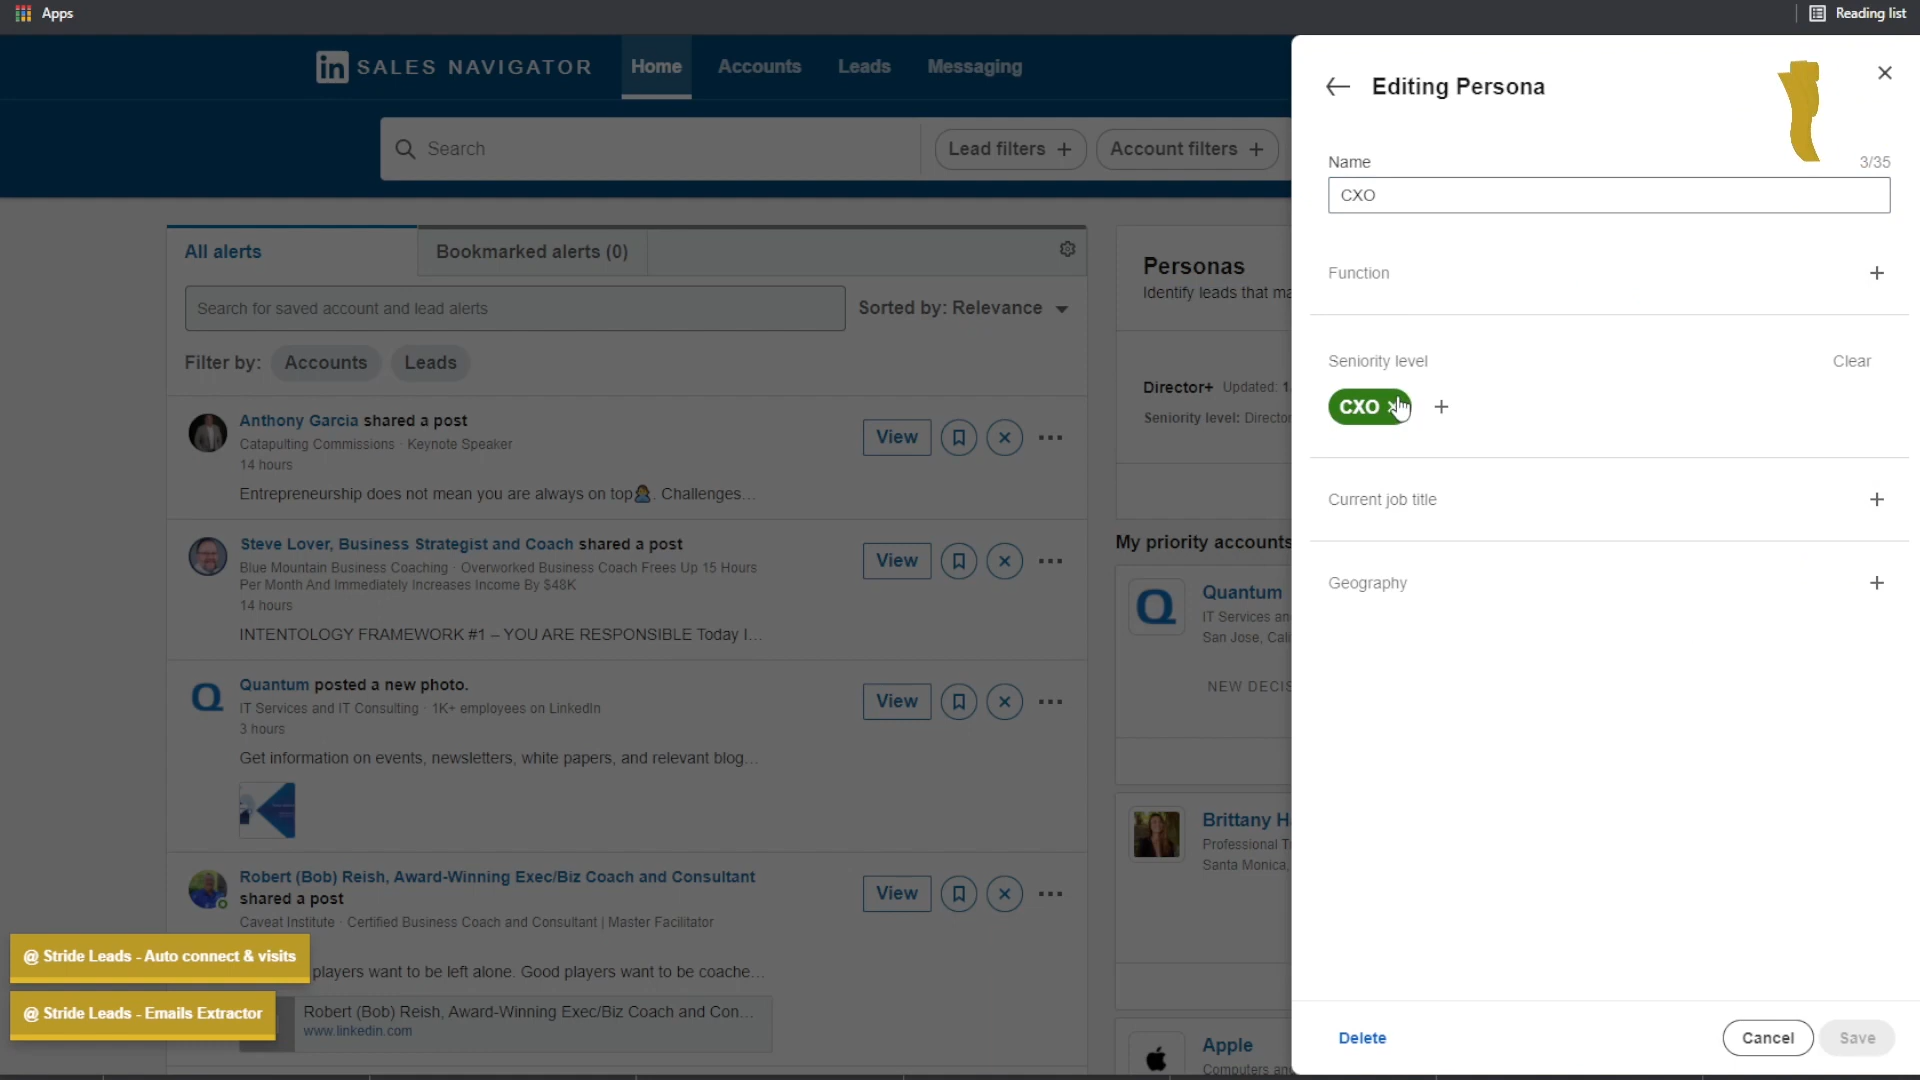 Apps
Reading list
in SALES NAVIGATOR
Home
Accounts
Leads
Messaging
Search
Lead filters +
Account filters +
All alerts
Bookmarked alerts (0)
Search for saved account and lead alerts
Sorted by: Relevance
Filter by: Accounts Leads
Anthony Garcia shared a post
Catapulting Commissions · Keynote Speaker
14 hours
Entrepreneurship does not mean you are always on top. Challenges...
View
Steve Lover, Business Strategist and Coach shared a post
Blue Mountain Business Coaching · Overworked Business Coach Frees Up 15 Hours
Per Month And Immediately Increases Income By $48K
14 hours
INTENTOLOGY FRAMEWORK #1 – YOU ARE RESPONSIBLE Today I...
View
Quantum posted a new photo.
IT Services and IT Consulting · 1K+ employees on LinkedIn
3 hours
Get information on events, newsletters, white papers, and relevant blog...
View
Robert (Bob) Reish, Award-Winning Exec/Biz Coach and Consultant
shared a post
Caveat Institute · Certified Business Coach and Consultant | Master Facilitator
View
players want to be left alone. Good players want to be coache...
Robert (Bob) Reish, Award-Winning Exec/Biz Coach and Con...
www.linkedin.com
@ Stride Leads - Auto connect & visits
@ Stride Leads - Emails Extractor
Personas
Identify leads that
Director+ Updated:
Seniority level:
My priority accounts
Quantum
IT Services
San Jose,
NEW
Brittany
Professional
Santa Monica,
Apple
Computers
Editing Persona
Name
3/35
CXO
Function
Seniority level
Clear
CXO
Current job title
Geography
Delete
Cancel
Save